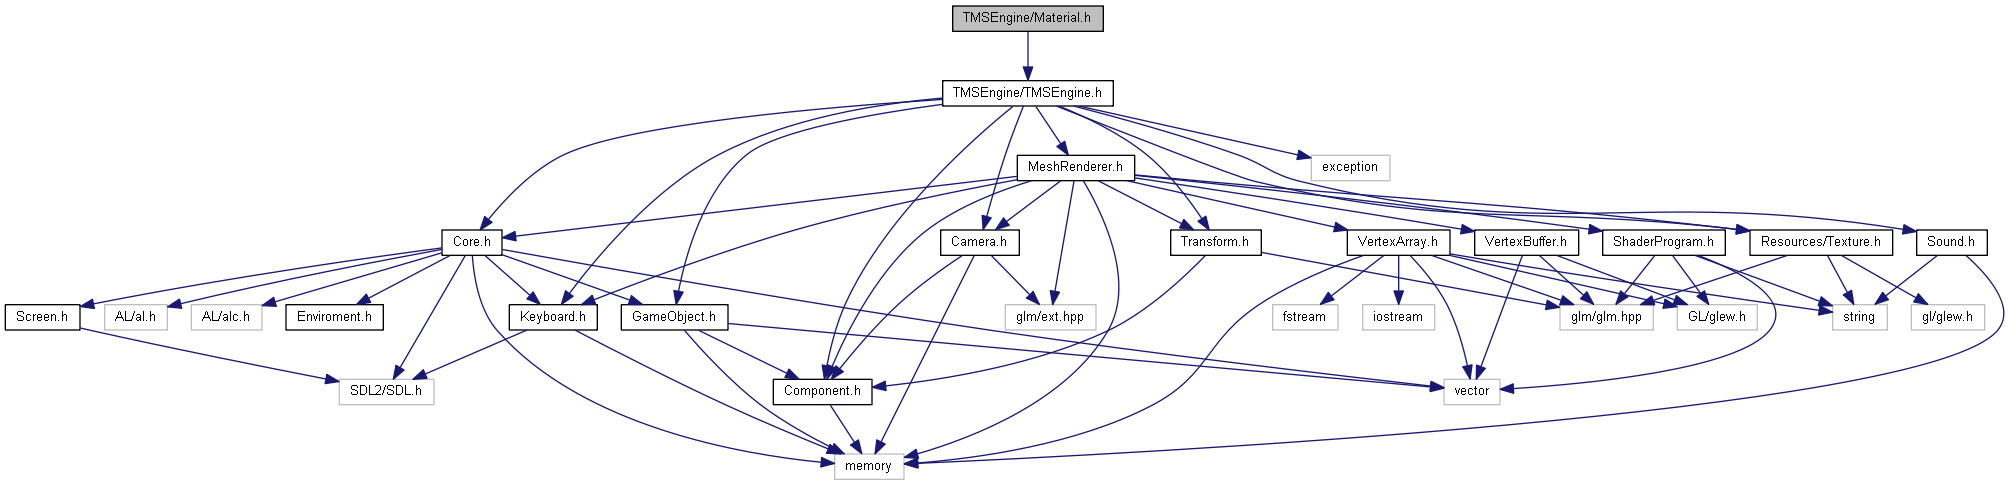 TMSEngine/Material.h
TMSEngine/TMSEngine.h
MeshRenderer.h
exception
Core.h
Camera.h
Transform.h
VertexArray.h
VertexBuffer.h
ShaderProgram.h
Resources/Texture.h
Sound.h
Screen.h
AL/al.h
AL/alc.h
Enviroment.h
Keyboard.h
GameObject.h
glm/ext.hpp
fstream
iostream
glm/glm.hpp
GL/glew.h
string
gl/glew.h
SDL2/SDL.h
Component.h
vector
memory